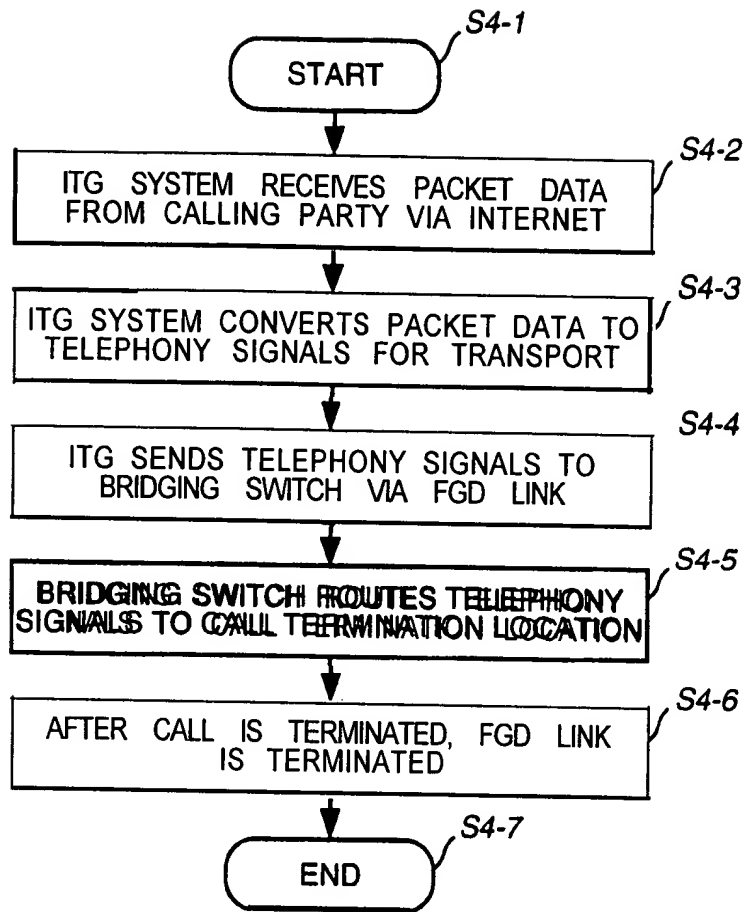 S4-1
START
S4-2
ITG SYSTEM RECEIVES PACKET DATA
FROM CALLING PARTY VIA INTERNET
S4-3
ITG SYSTEM CONVERTS PACKET DATA TO
TELEPHONY SIGNALS FOR TRANSPORT
S4-4
ITG SENDS TELEPHONY SIGNALS TO
BRIDGING SWITCH VIA FGD LINK
S4-5
BRIDGING SWITCH ROUTES TELEPHONY
SIGNALS TO CALL TERMINATION LOCATION
S4-6
AFTER CALL IS TERMINATED, FGD LINK
IS TERMINATED
S4-7
END